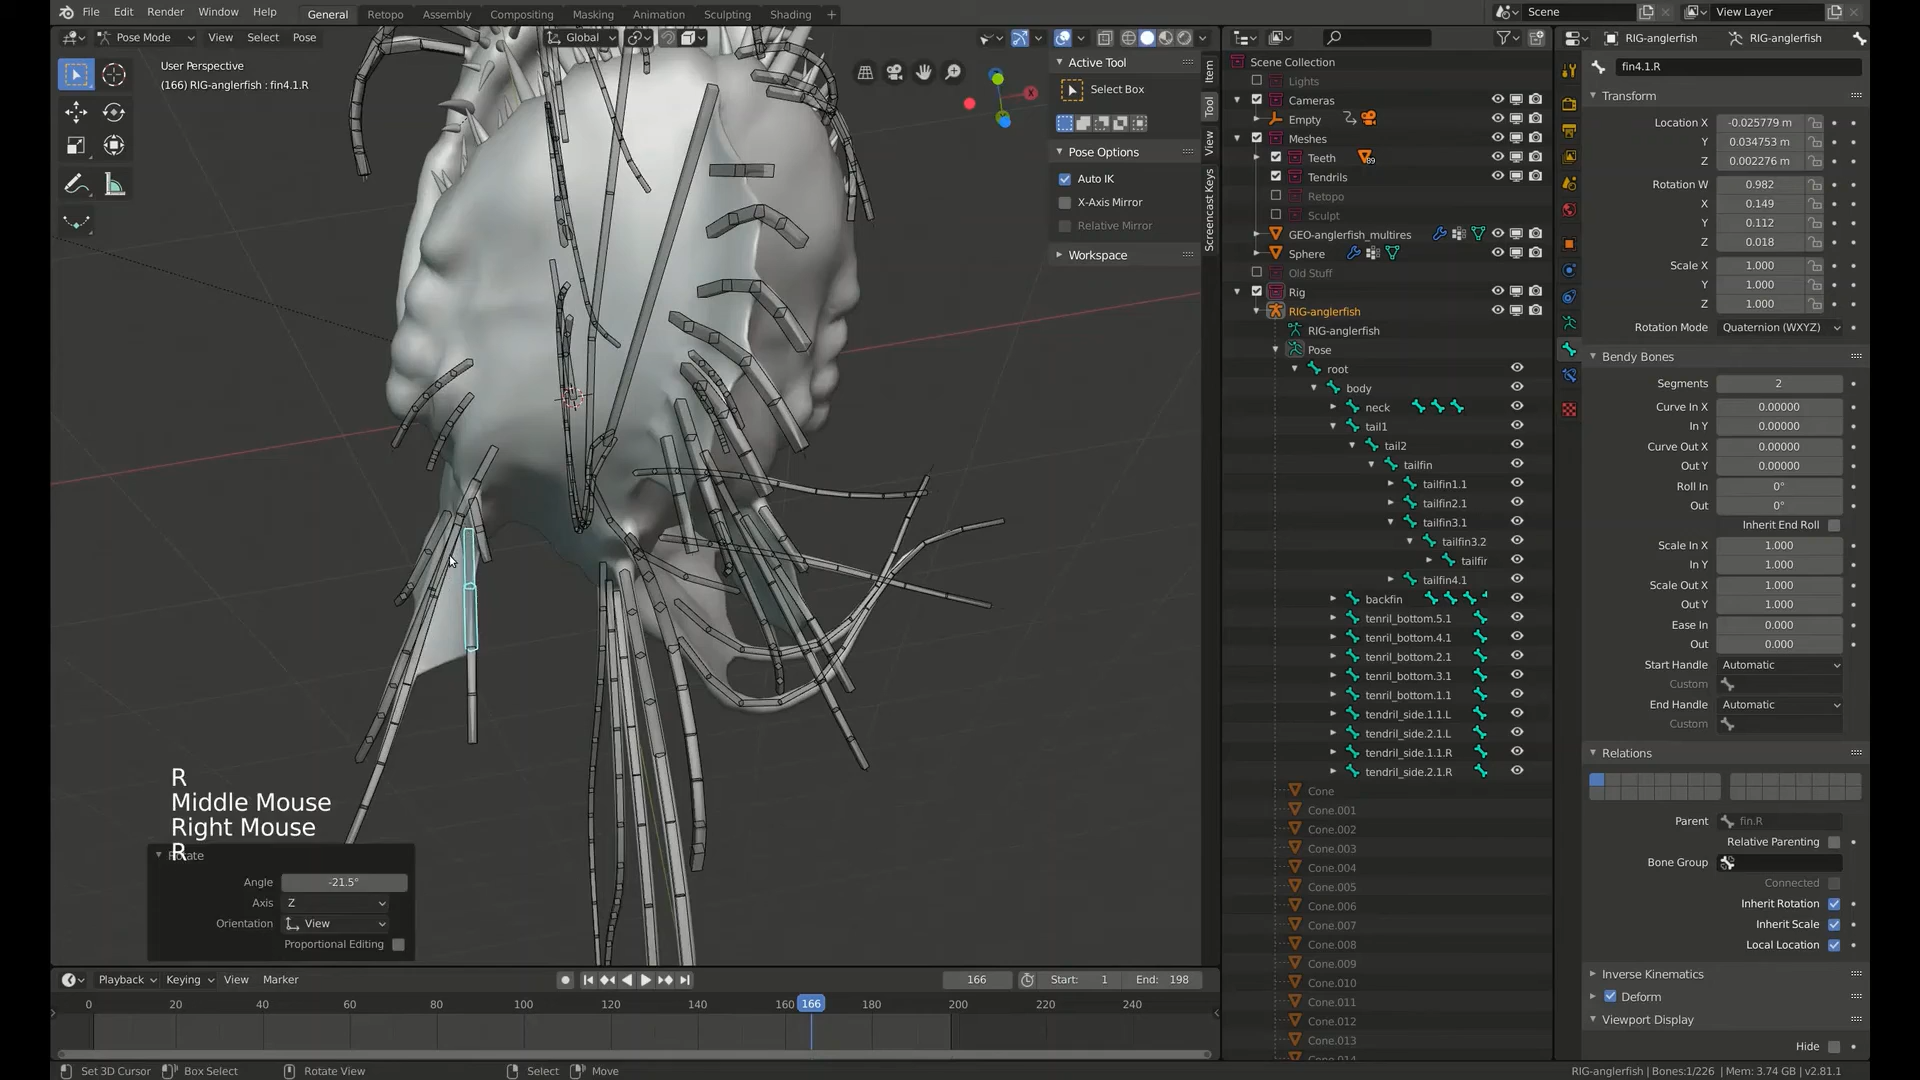 File Edit Render Window Help General Retopo Assembly Compositing Masking Animation Sculpting Shading + Scene View Layer
Pose Mode View Select Pose Global
User Perspective
(166) RIG-anglerfish : fin4.1.R
X
Active Tool
Select Box
Pose Options
Auto IK
X-Axis Mirror
Relative Mirror
Workspace
Item
Tool
View
Screencast Keys
R
Middle Mouse
Right Mouse
R
Rotate
Angle -21.5°
Axis Z
Orientation View
Proportional Editing
Playback Keying View Marker 166 Start: 1 End: 198
0 20 40 60 80 100 120 140 160 166 180 200 220 240
Scene Collection
Lights
Cameras
Empty
Meshes
Teeth 89
Tendrils
Retopo
Sculpt
GEO-anglerfish_multires
Sphere
Old Stuff
Rig
RIG-anglerfish
RIG-anglerfish
Pose
root
body
neck
tail1
tail2
tailfin
tailfin1.1
tailfin2.1
tailfin3.1
tailfin3.2
tailfir
tailfin4.1
backfin
tenril_bottom.5.1
tenril_bottom.4.1
tenril_bottom.2.1
tenril_bottom.3.1
tenril_bottom.1.1
tendril_side.1.1.L
tendril_side.2.1.L
tendril_side.1.1.R
tendril_side.2.1.R
Cone
Cone.001
Cone.002
Cone.003
Cone.004
Cone.005
Cone.006
Cone.007
Cone.008
Cone.009
Cone.010
Cone.011
Cone.012
Cone.013
RIG-anglerfish RIG-anglerfish
fin4.1.R
Transform
Location X -0.025779 m
Y 0.034753 m
Z 0.002276 m
Rotation W 0.982
X 0.149
Y 0.112
Z 0.018
Scale X 1.000
Y 1.000
Z 1.000
Rotation Mode Quaternion (WXYZ)
Bendy Bones
Segments 2
Curve In X 0.00000
In Y 0.00000
Curve Out X 0.00000
Out Y 0.00000
Roll In 0°
Out 0°
Inherit End Roll
Scale In X 1.000
In Y 1.000
Scale Out X 1.000
Out Y 1.000
Ease In 0.000
Out 0.000
Start Handle Automatic
Custom
End Handle Automatic
Custom
Relations
Parent fin.R
Relative Parenting
Bone Group
Connected
Inherit Rotation
Inherit Scale
Local Location
Inverse Kinematics
Deform
Viewport Display
Hide
Set 3D Cursor Box Select Rotate View Select Move RIG-anglerfish | Bones:1/226 | Mem: 3.74 GB | v2.81.1